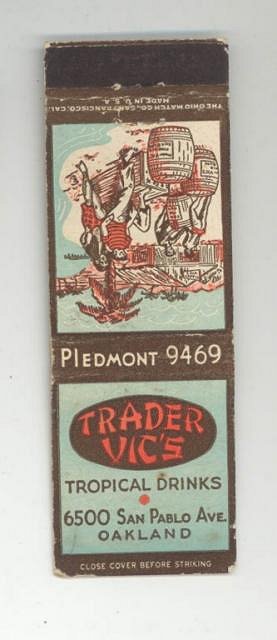 THE OHIO MATCH CO., SAN FRANCISCO, CAL.
MADE IN U.S.A.
PIEDMONT 9469
TRADER
VIC'S
TROPICAL DRINKS
6500 SAN PABLO AVE.
OAKLAND
CLOSE COVER BEFORE STRIKING